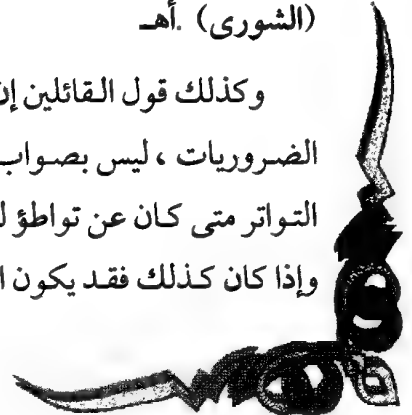 (الشورى) .أهـ
وكذلك قول القائلين إن
الضروريات ، ليس بصواب
التواتر متى كان عن تواطؤ
وإذا كان كذلك فقد يكون